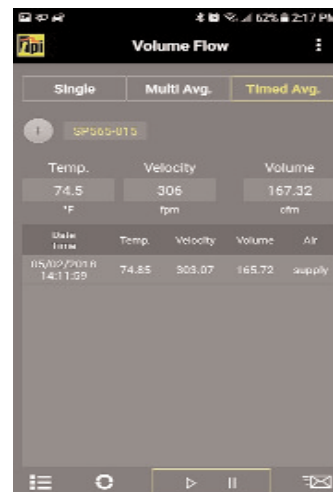 62% 2:17 PM
TPI Volume Flow
Single Multi Avg. Timed Avg.
SP565-015
Temp. Velocity Volume
74.5 306 167.32
°F fpm cfm
Date Time Temp. Velocity Volume Air
05/02/2018 14:11:59 74.85 303.07 165.72 supply